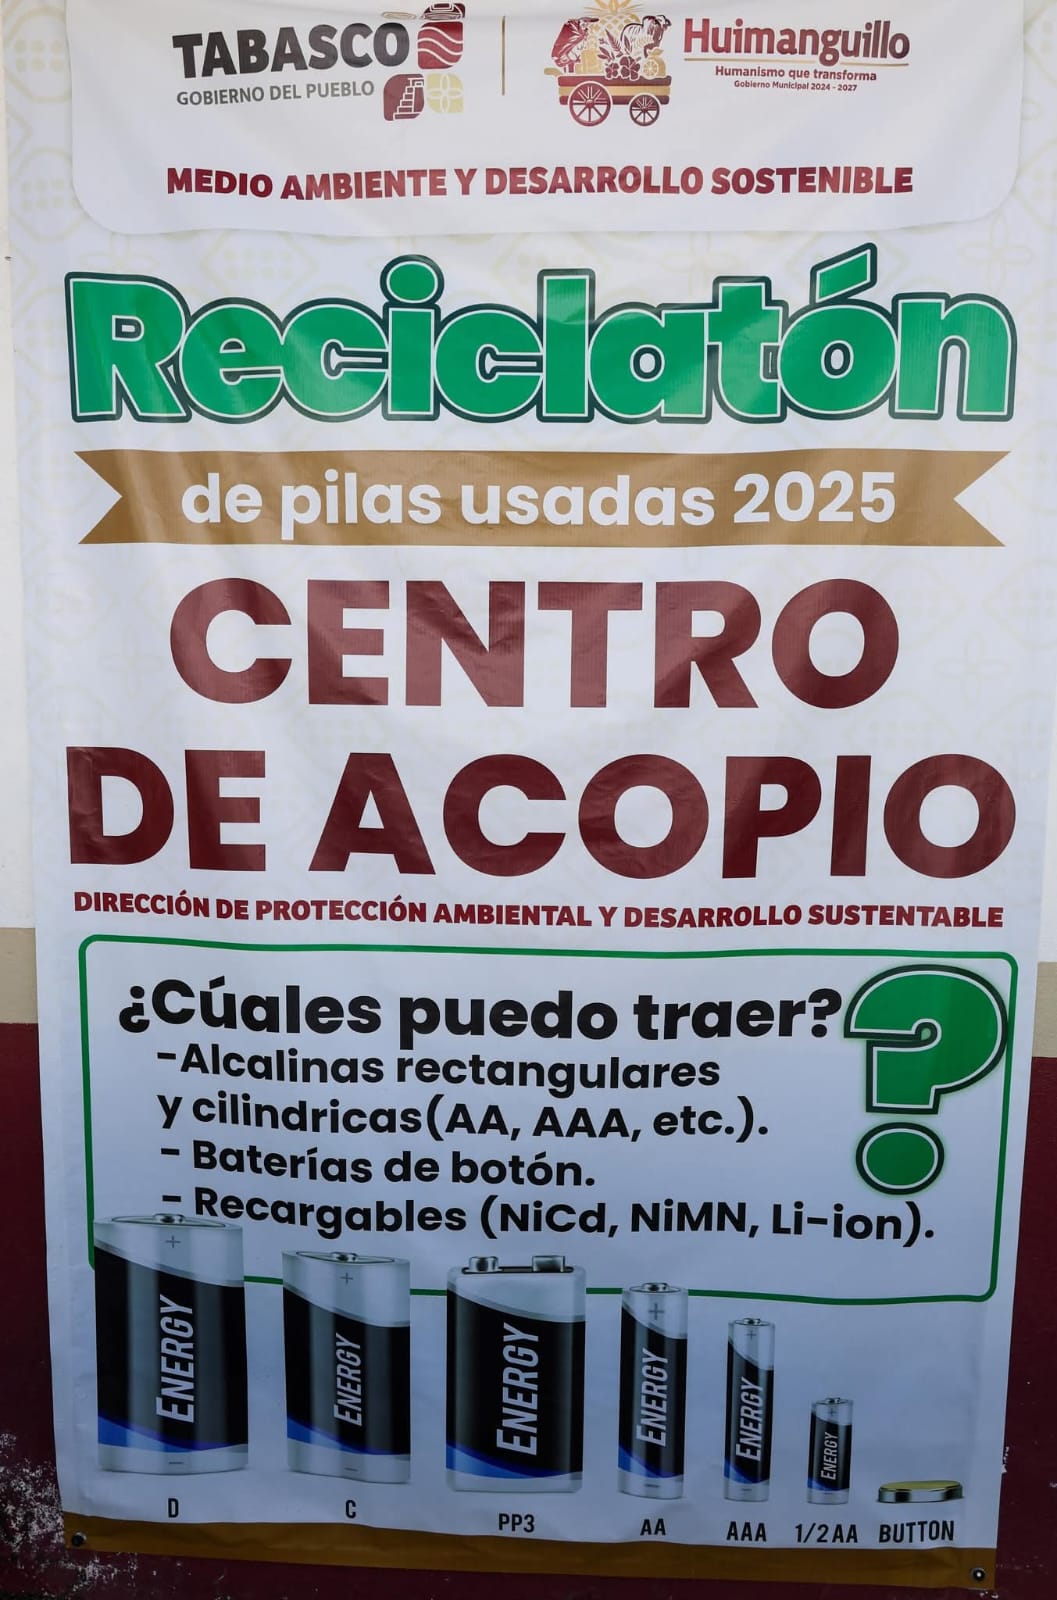 TABASCO
GOBIERNO DEL PUEBLO
Huimanguillo
Humanismo que transforma
Gobierno Municipal 2024 - 2027
MEDIO AMBIENTE Y DESARROLLO SOSTENIBLE
Reciclatón
de pilas usadas 2025
CENTRO
DE ACOPIO
DIRECCIÓN DE PROTECCIÓN AMBIENTAL Y DESARROLLO SUSTENTABLE
¿Cúales puedo traer?
-Alcalinas rectangulares
y cilindricas(AA, AAA, etc.).
- Baterías de botón.
- Recargables (NiCd, NiMN, Li-ion).
?
ENERGY
ENERGY
ENERGY
ENERGY
ENERGY
ENERGY
D
C
PP3
AA
AAA
1/2 AA
BUTTON